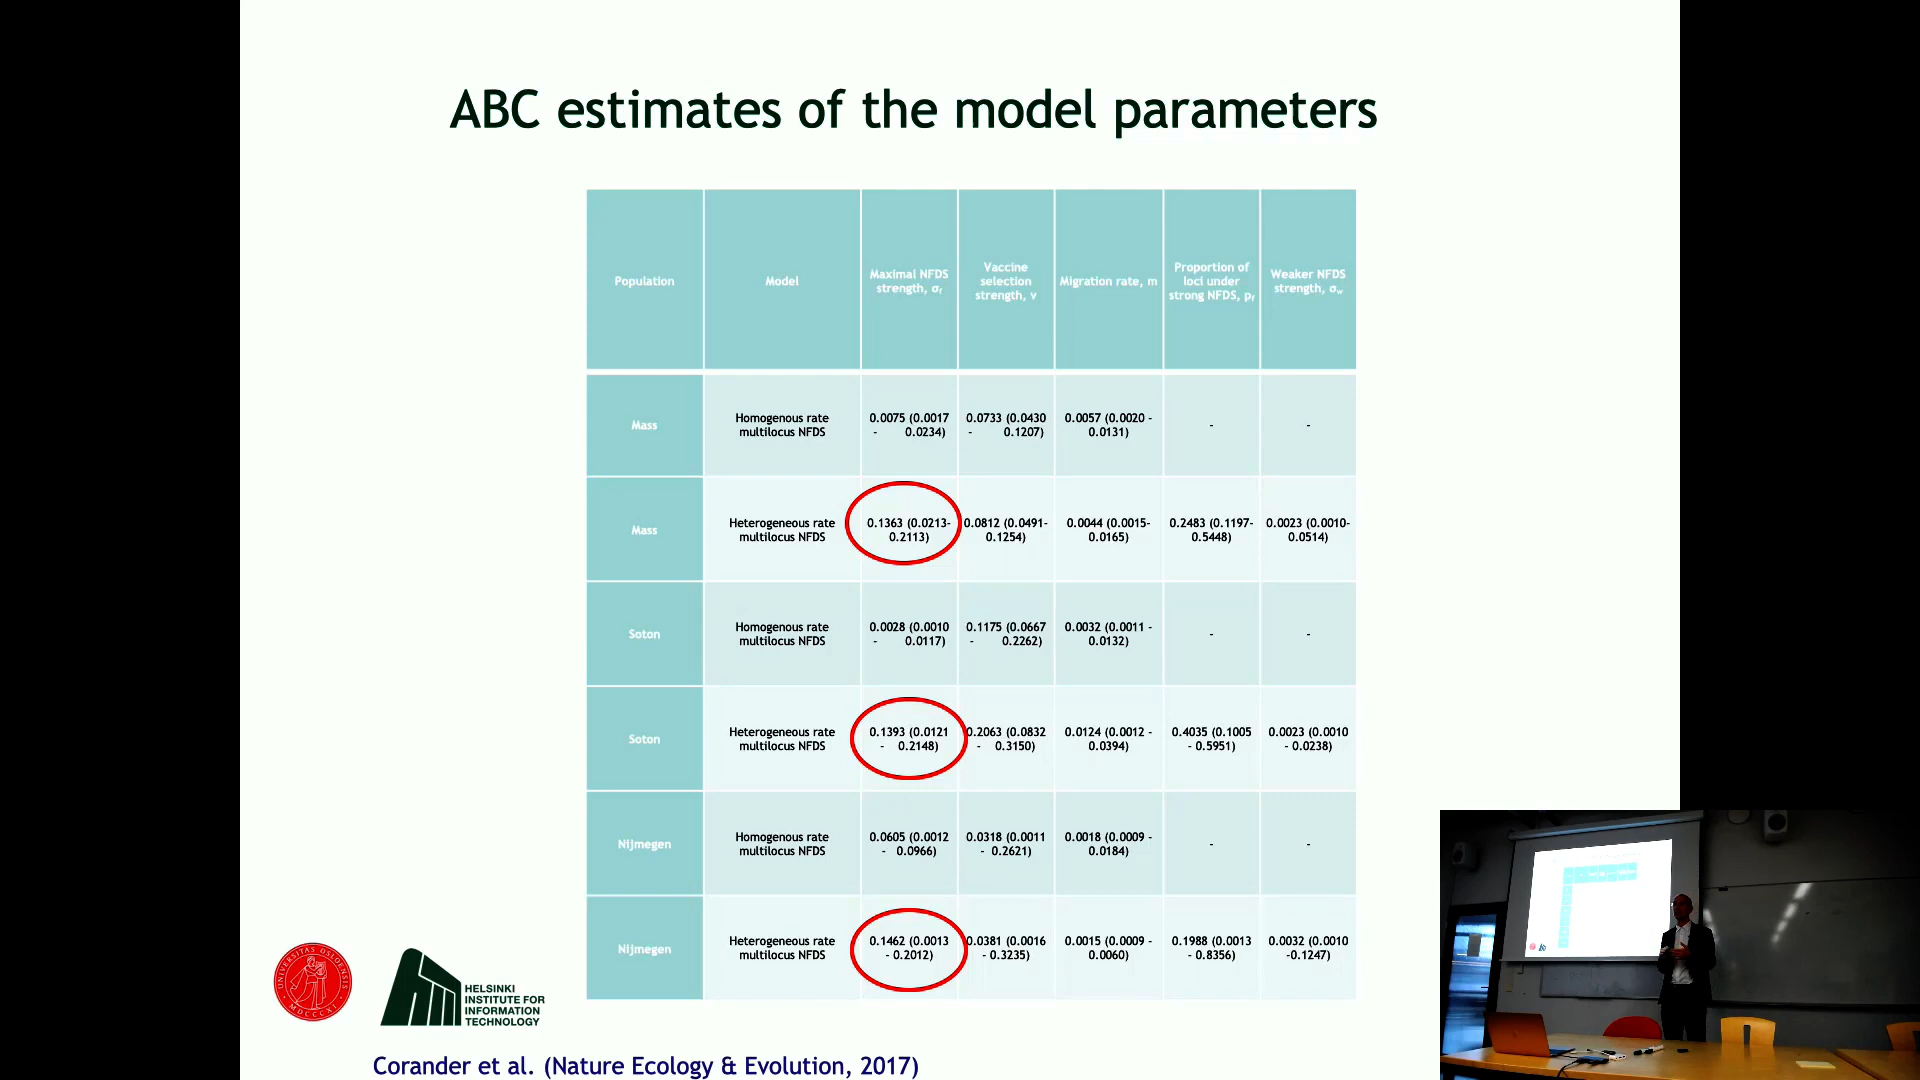 ABC estimates of the model parameters
Population
Model
Maximal NFDS
strength, σf
Vaccine
selection
strength, v
Migration rate, m
Proportion of
loci under
strong NFDS, pf
Weaker NFDS
strength, σw
Mass
Homogenous rate
multilocus NFDS
0.0075 (0.0017
- 0.0234)
0.0733 (0.0430
- 0.1207)
0.0057 (0.0020 -
0.0131)
-
-
Mass
Heterogeneous rate
multilocus NFDS
0.1363 (0.0213-
0.2113)
0.0812 (0.0491-
0.1254)
0.0044 (0.0015-
0.0165)
0.2483 (0.1197-
0.5448)
0.0023 (0.0010-
0.0514)
Soton
Homogenous rate
multilocus NFDS
0.0028 (0.0010
- 0.0117)
0.1175 (0.0667
- 0.2262)
0.0032 (0.0011 -
0.0132)
-
-
Soton
Heterogeneous rate
multilocus NFDS
0.1393 (0.0121
- 0.2148)
0.2063 (0.0832
- 0.3150)
0.0124 (0.0012 -
0.0394)
0.4035 (0.1005
- 0.5951)
0.0023 (0.0010
- 0.0238)
Nijmegen
Homogenous rate
multilocus NFDS
0.0605 (0.0012
- 0.0966)
0.0318 (0.0011
- 0.2621)
0.0018 (0.0009 -
0.0184)
-
-
Nijmegen
Heterogeneous rate
multilocus NFDS
0.1462 (0.0013
- 0.2012)
0.0381 (0.0016
- 0.3235)
0.0015 (0.0009 -
0.0060)
0.1988 (0.0013
- 0.8356)
0.0032 (0.0010
-0.1247)
UNIVERSITAS OSLOENSIS
MDCCCXI
HELSINKI
INSTITUTE FOR
INFORMATION
TECHNOLOGY
Corander et al. (Nature Ecology & Evolution, 2017)